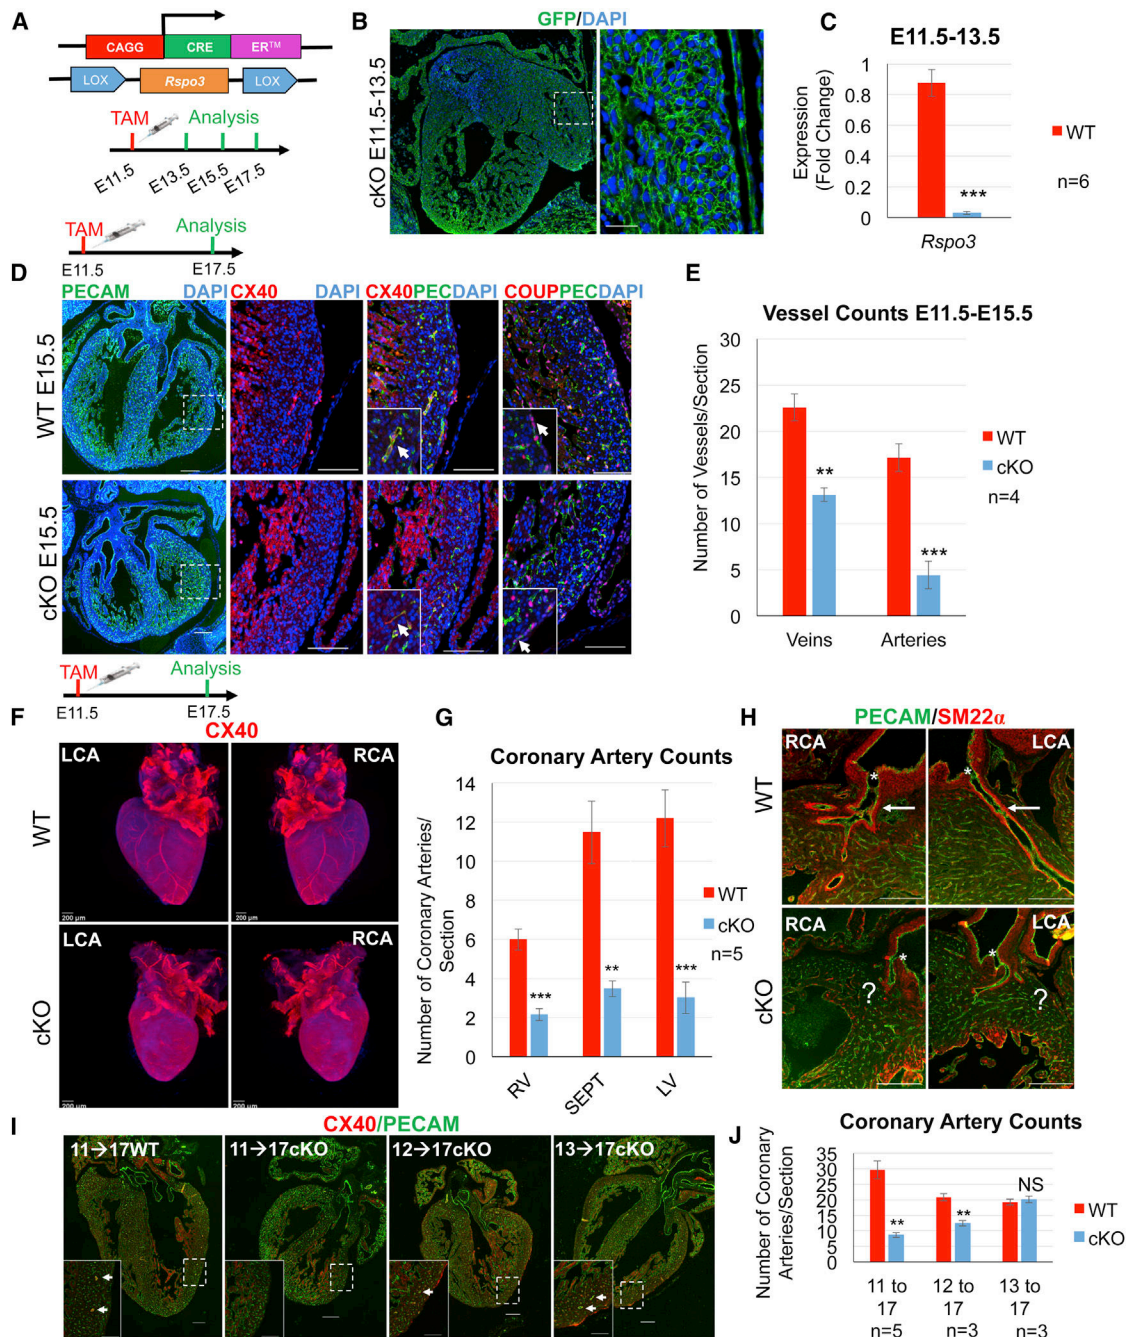 A
CAGG CRE ER™
LOX Rspo3 LOX
TAM Analysis
E11.5 E13.5 E15.5 E17.5
B
GFP/DAPI
cKO E11.5-13.5
C
E11.5-13.5
Expression
(Fold Change)
1
0.8
0.6
0.4
0.2
0
***
Rspo3
WT
n=6
TAM Analysis
E11.5 E17.5
D
PECAM DAPI CX40 DAPI CX40PECDAPI COUPPECDAPI
WT E15.5
cKO E15.5
E
Vessel Counts E11.5-E15.5
Number of Vessels/Section
30
25
20
15
10
5
0
**
***
Veins Arteries
WT
cKO
n=4
TAM Analysis
E11.5 E17.5
F
CX40
LCA RCA
WT
200 µm 200 µm
LCA RCA
cKO
200 µm 200 µm
G
Coronary Artery Counts
Number of Coronary Arteries/
Section
14
12
10
8
6
4
2
0
***
**
***
RV SEPT LV
WT
cKO
n=5
H
PECAM/SM22α
RCA LCA
WT
* *
RCA LCA
cKO
* *
? ?
I
CX40/PECAM
11→17WT 11→17cKO 12→17cKO 13→17cKO
J
Coronary Artery Counts
Number of Coronary
Arteries/Section
35
30
25
20
15
10
5
0
** ** NS
11 to 12 to 13 to
17 17 17
n=5 n=3 n=3
WT
cKO